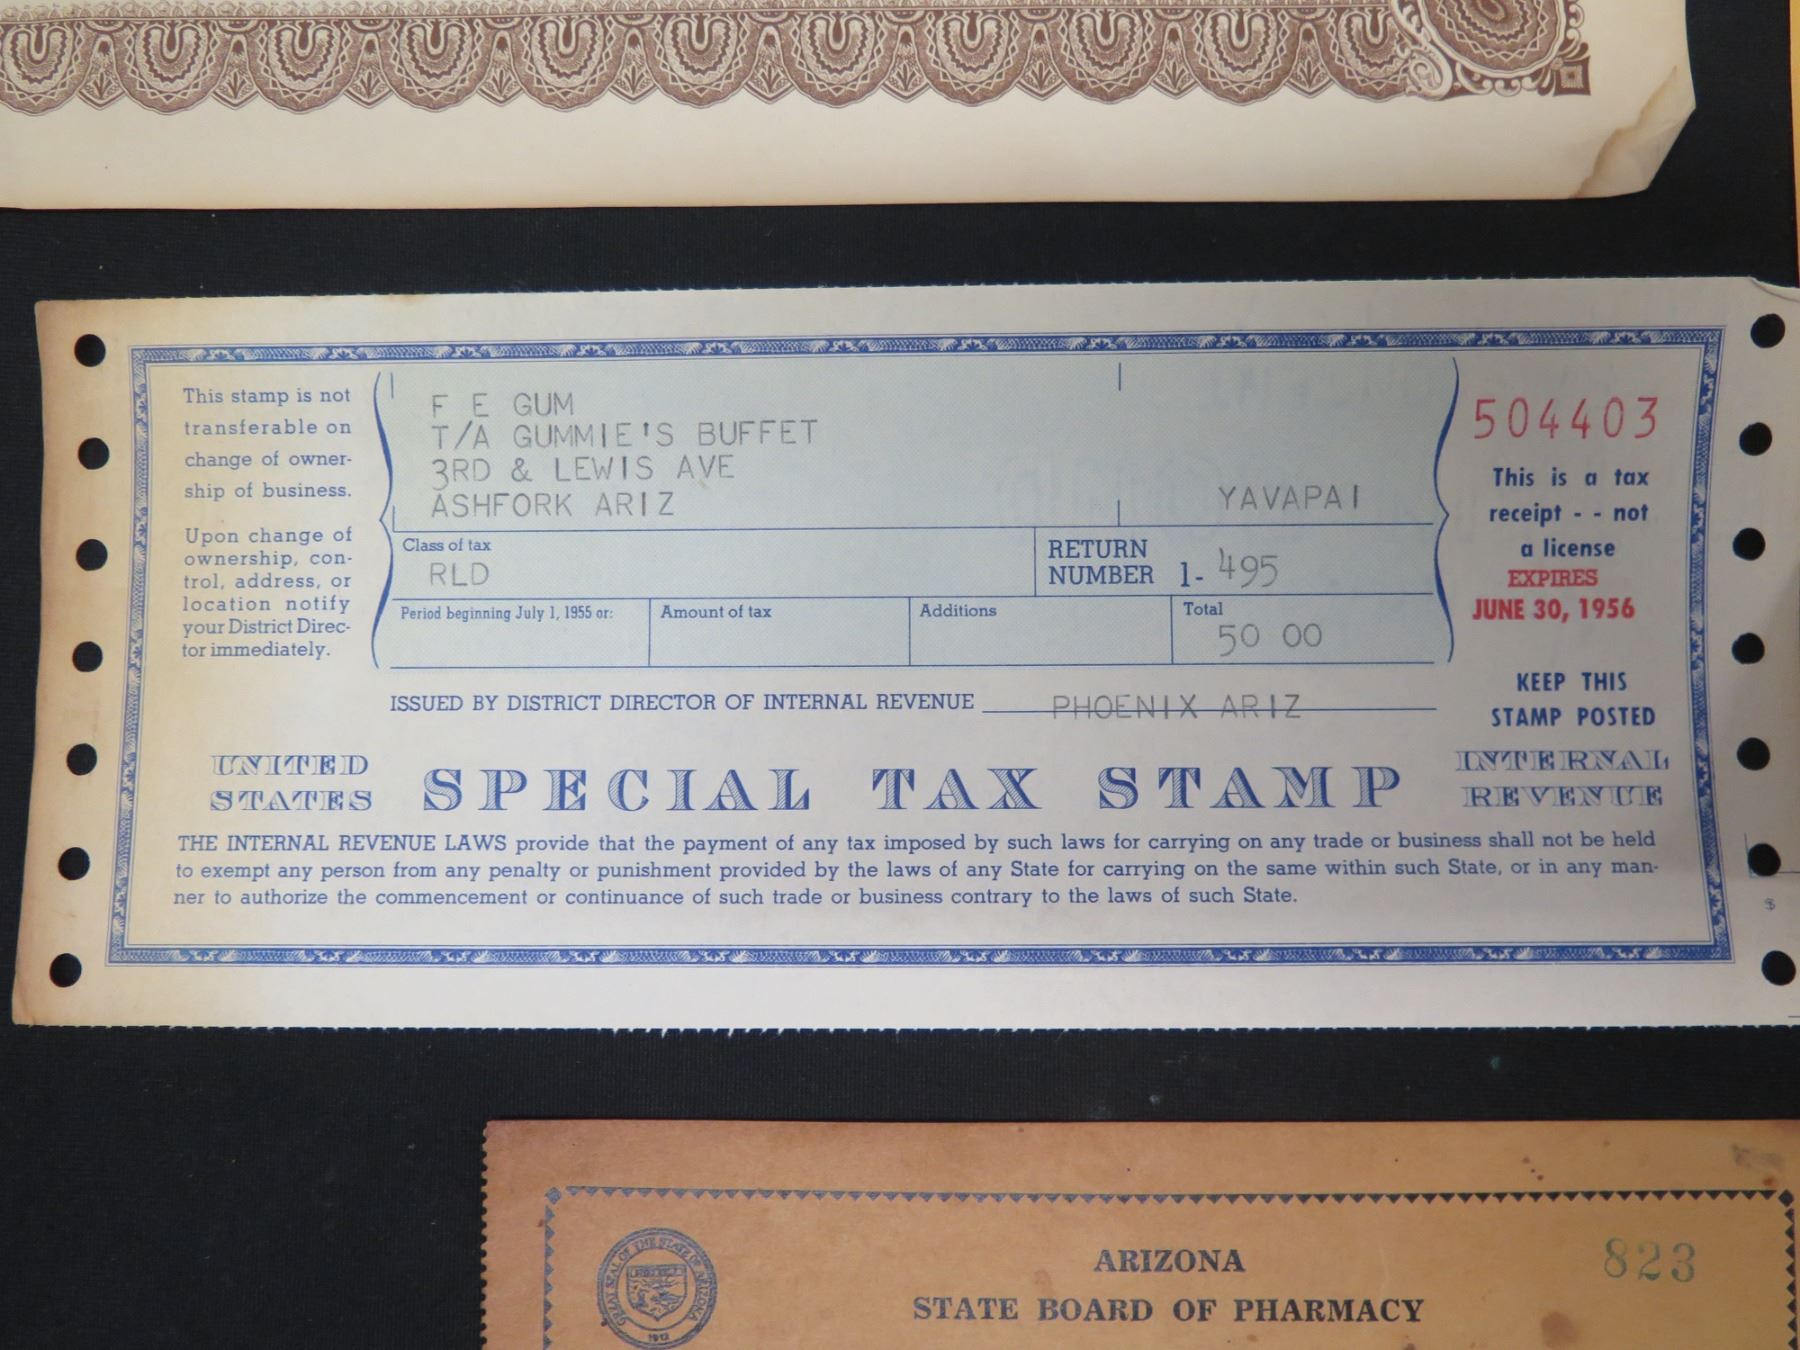 This stamp is not
transferable on
change of owner-
ship of business.
Upon change of
ownership, con-
trol, address, or
location notify
your District Direc-
tor immediately.
F E GUM
T/A GUMMIE'S BUFFET
3RD & LEWIS AVE
ASHFORK ARIZ
YAVAPAI
Class of tax
RLD
RETURN
NUMBER 1-495
Period beginning July 1, 1955 or:
Amount of tax
Additions
Total
50 00
504403
This is a tax
receipt - - not
a license
EXPIRES
JUNE 30, 1956
KEEP THIS
STAMP POSTED
ISSUED BY DISTRICT DIRECTOR OF INTERNAL REVENUE PHOENIX ARIZ
UNITED
STATES
SPECIAL TAX STAMP
INTERNAL
REVENUE
THE INTERNAL REVENUE LAWS provide that the payment of any tax imposed by such laws for carrying on any trade or business shall not be held
to exempt any person from any penalty or punishment provided by the laws of any State for carrying on the same within such State, or in any man-
ner to authorize the commencement or continuance of such trade or business contrary to the laws of such State.
$
GREAT SEAL OF THE STATE OF ARIZONA
1912
ARIZONA
STATE BOARD OF PHARMACY
823